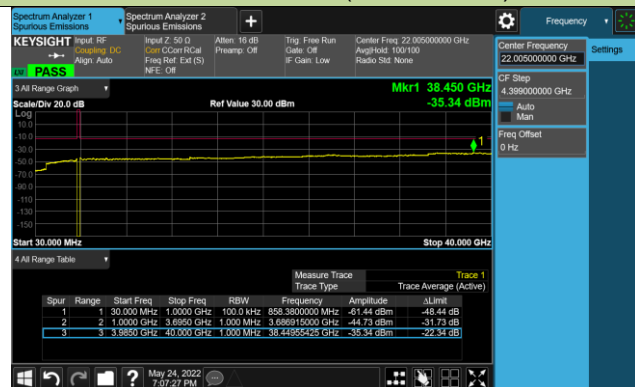 Spectrum Analyzer 1
Spurious Emissions
Spectrum Analyzer 2
Spurious Emissions
Frequency
KEYSIGHT
Input: RF
Coupling: DC
Align: Auto
Input Z: 50 Ω
Corr CCorr RCal
Freq Ref: Ext (S)
NFE: Off
Atten: 16 dB
Preamp: Off
Trig: Free Run
Gate: Off
IF Gain: Low
Center Freq: 22.005000000 GHz
Avg|Hold: 100/100
Radio Std: None
PASS
Center Frequency
22.005000000 GHz
Settings
CF Step
4.399000000 GHz
Auto
Man
Freq Offset
0 Hz
3 All Range Graph
Mkr1 38.450 GHz
Scale/Div 20.0 dB
Ref Value 30.00 dBm
-35.34 dBm
Log
10.0
-10.0
-30.0
-50.0
-70.0
-90.0
-110
-130
-150
1
Start 30.000 MHz
Stop 40.000 GHz
4 All Range Table
Measure Trace Trace 1
Trace Type Trace Average (Active)
Spur Range Start Freq Stop Freq RBW Frequency Amplitude ΔLimit
1 1 30.000 MHz 1.0000 GHz 100.0 kHz 858.3800000 MHz -61.44 dBm -48.44 dB
2 2 1.0000 GHz 3.6950 GHz 1.000 MHz 3.686915000 GHz -44.73 dBm -31.73 dB
3 3 3.9850 GHz 40.000 GHz 1.000 MHz 38.44955425 GHz -35.34 dBm -22.34 dB
May 24, 2022
7:07:27 PM